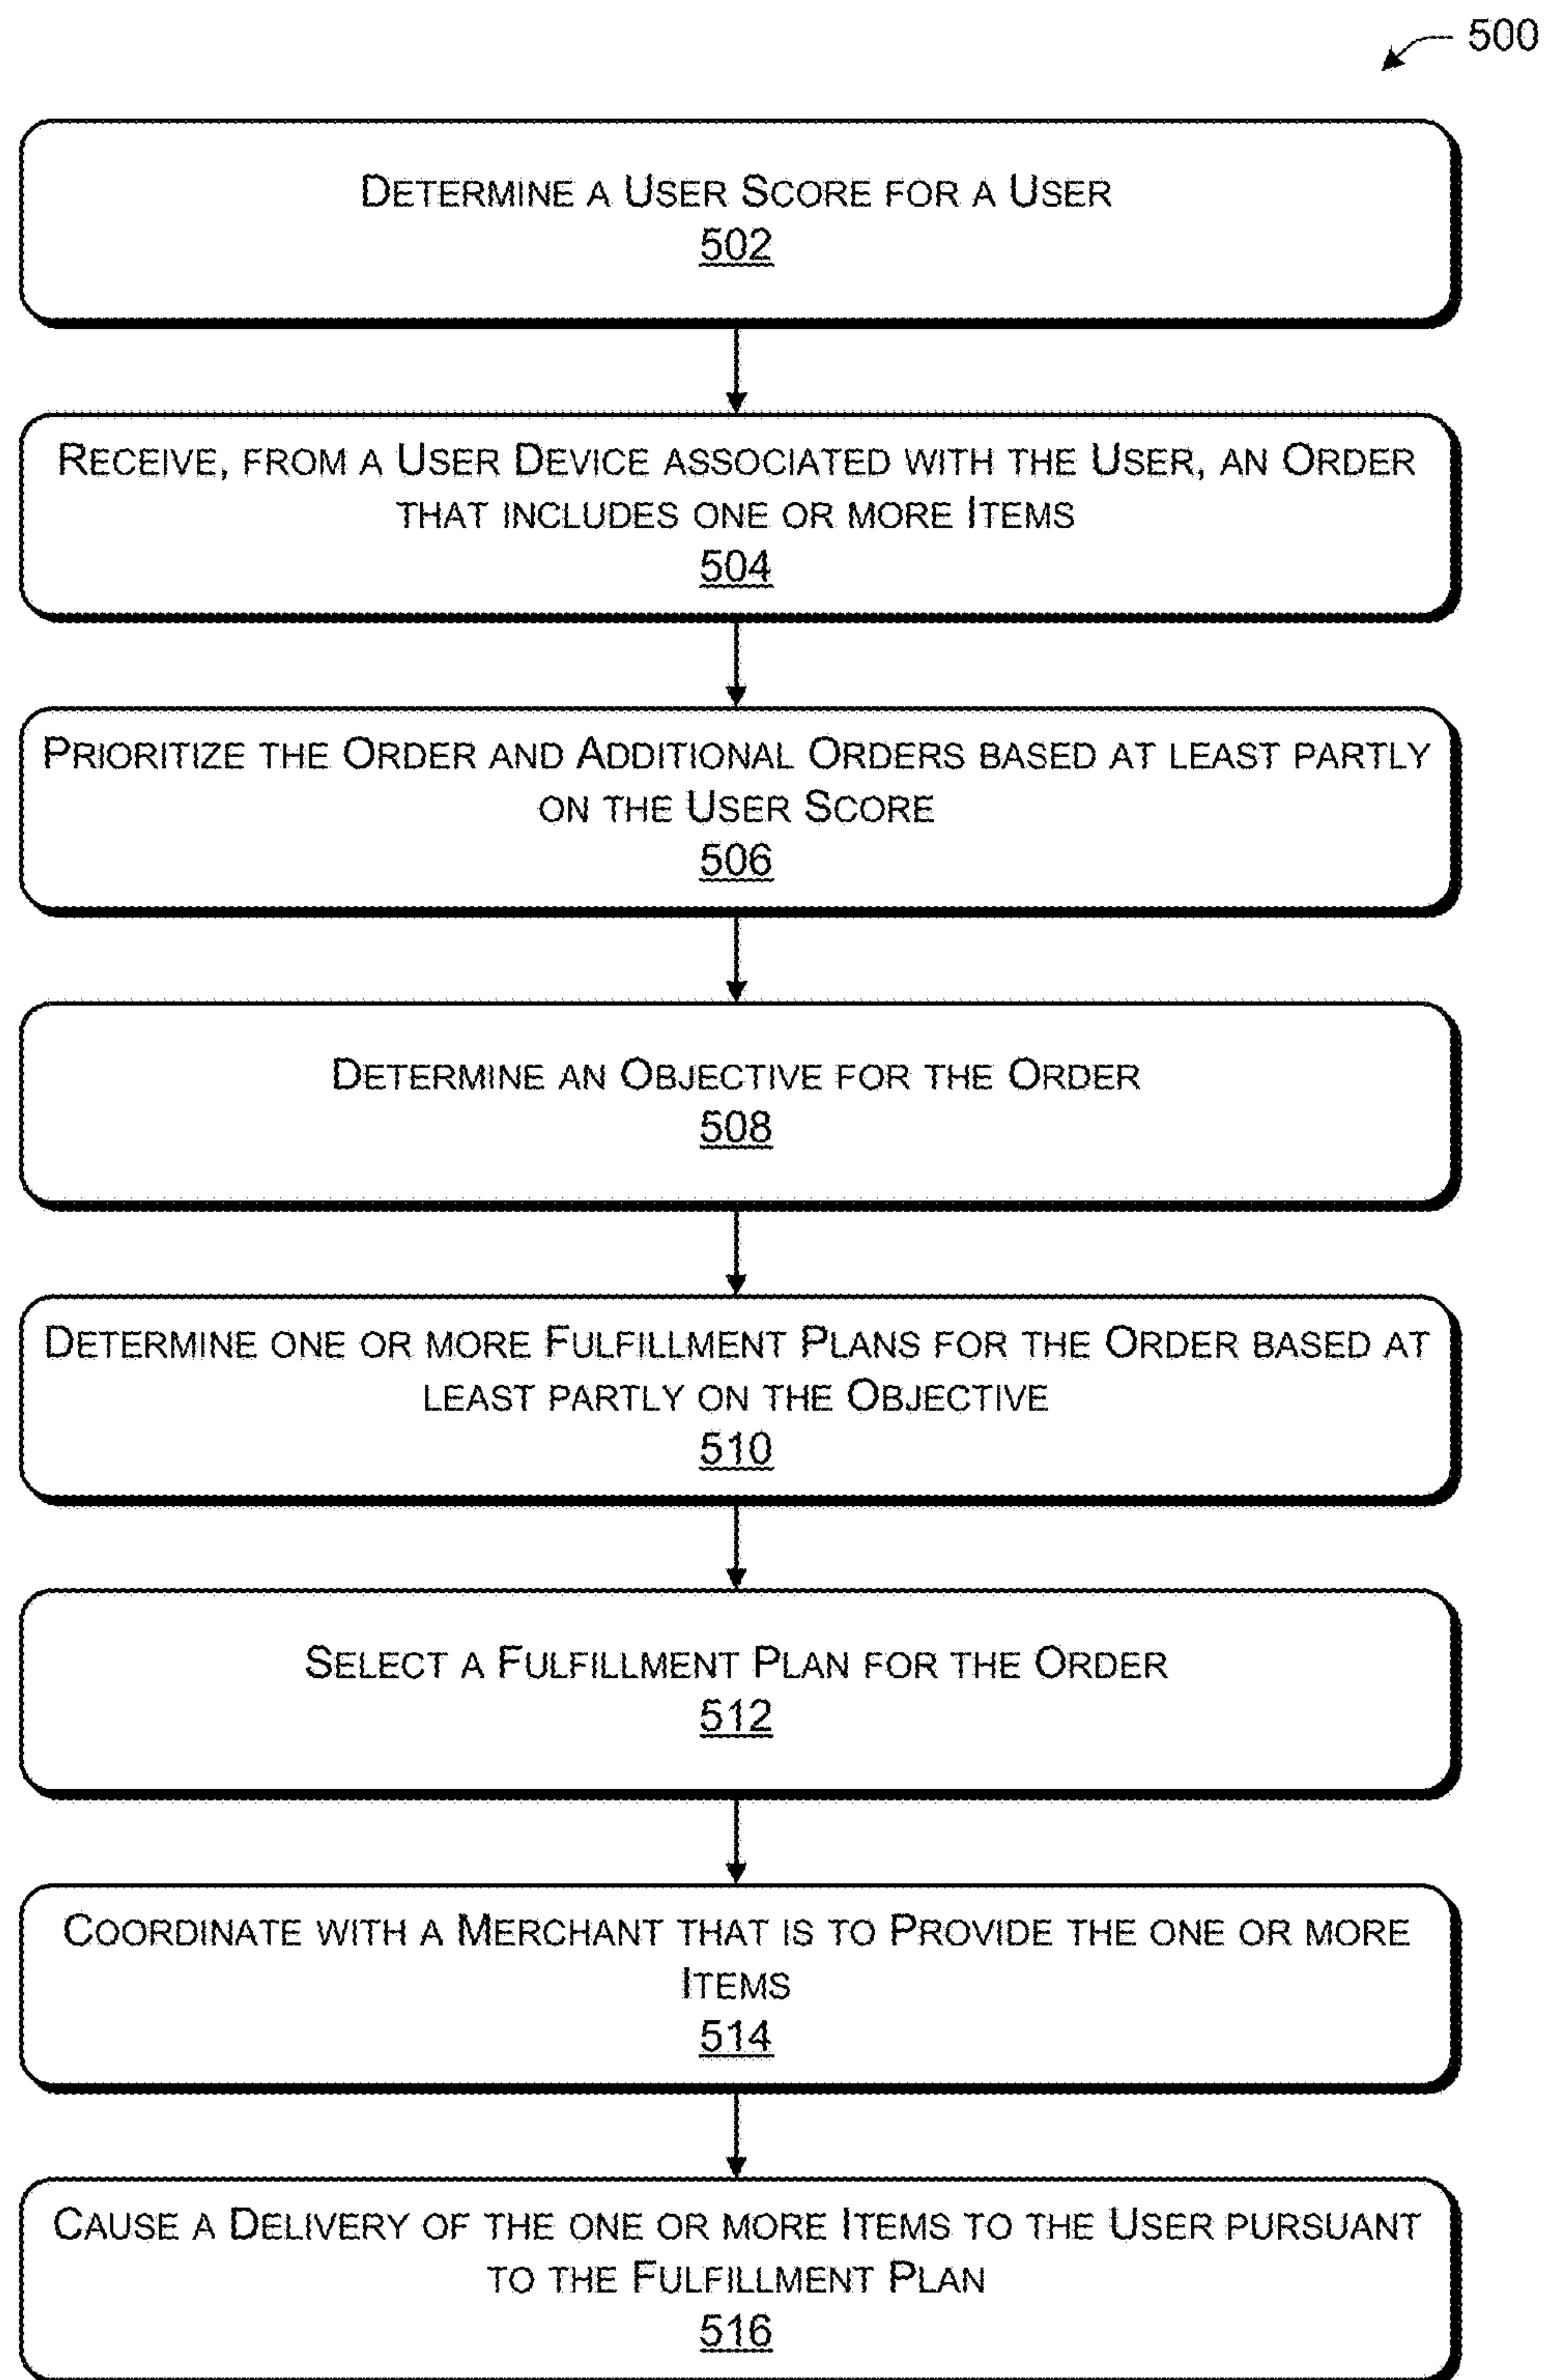 500
DETERMINE A USER SCORE FOR A USER
502
RECEIVE, FROM A USER DEVICE ASSOCIATED WITH THE USER, AN ORDER
THAT INCLUDES ONE OR MORE ITEMS
504
PRIORITIZE THE ORDER AND ADDITIONAL ORDERS BASED AT LEAST PARTLY
ON THE USER SCORE
506
DETERMINE AN OBJECTIVE FOR THE ORDER
508
DETERMINE ONE OR MORE FULFILLMENT PLANS FOR THE ORDER BASED AT
LEAST PARTLY ON THE OBJECTIVE
510
SELECT A FULFILLMENT PLAN FOR THE ORDER
512
COORDINATE WITH A MERCHANT THAT IS TO PROVIDE THE ONE OR MORE
ITEMS
514
CAUSE A DELIVERY OF THE ONE OR MORE ITEMS TO THE USER PURSUANT
TO THE FULFILLMENT PLAN
516